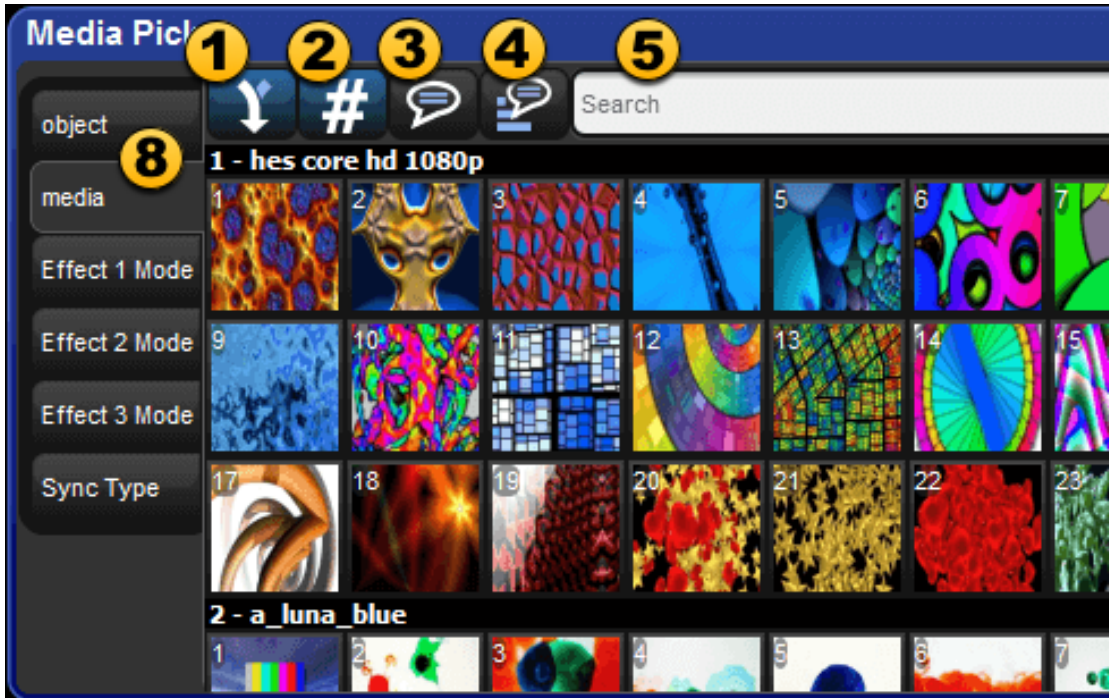 Media Pick
1 2 3 4 5
# Search
object
8
media
Effect 1 Mode
Effect 2 Mode
Effect 3 Mode
Sync Type
1 - hes core hd 1080p
1 2 3 4 5 6 7
9 10 11 12 13 14 15
17 18 19 20 21 22 23
2 - a_luna_blue
1 2 3 4 5 6 7